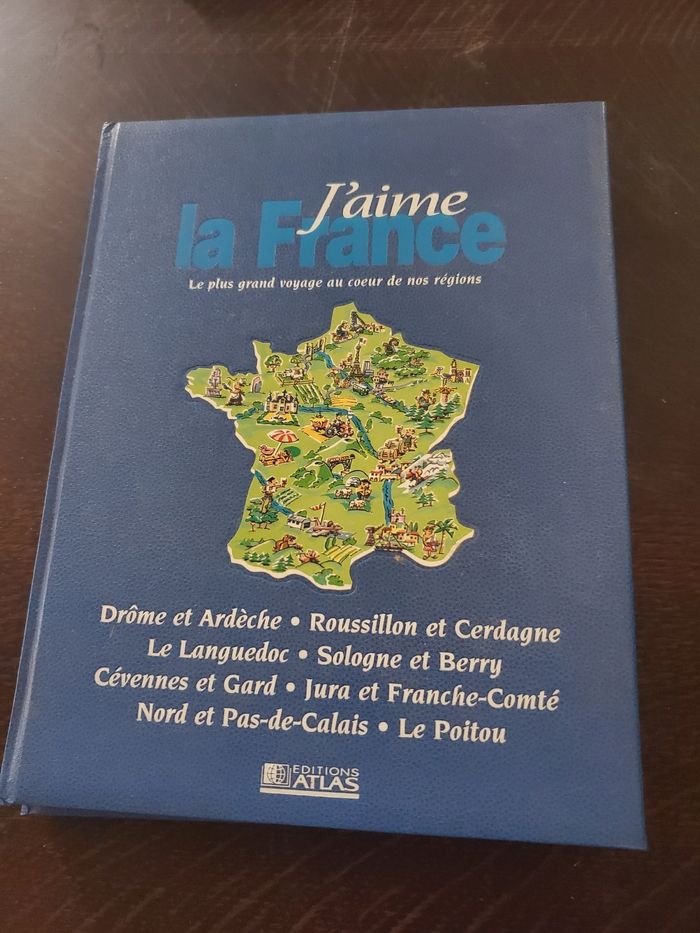 J'aime
la France
Le plus grand voyage au coeur de nos régions
Drôme et Ardèche • Roussillon et Cerdagne
Le Languedoc • Sologne et Berry
Cévennes et Gard • Jura et Franche-Comté
Nord et Pas-de-Calais • Le Poitou
EDITIONS
ATLAS